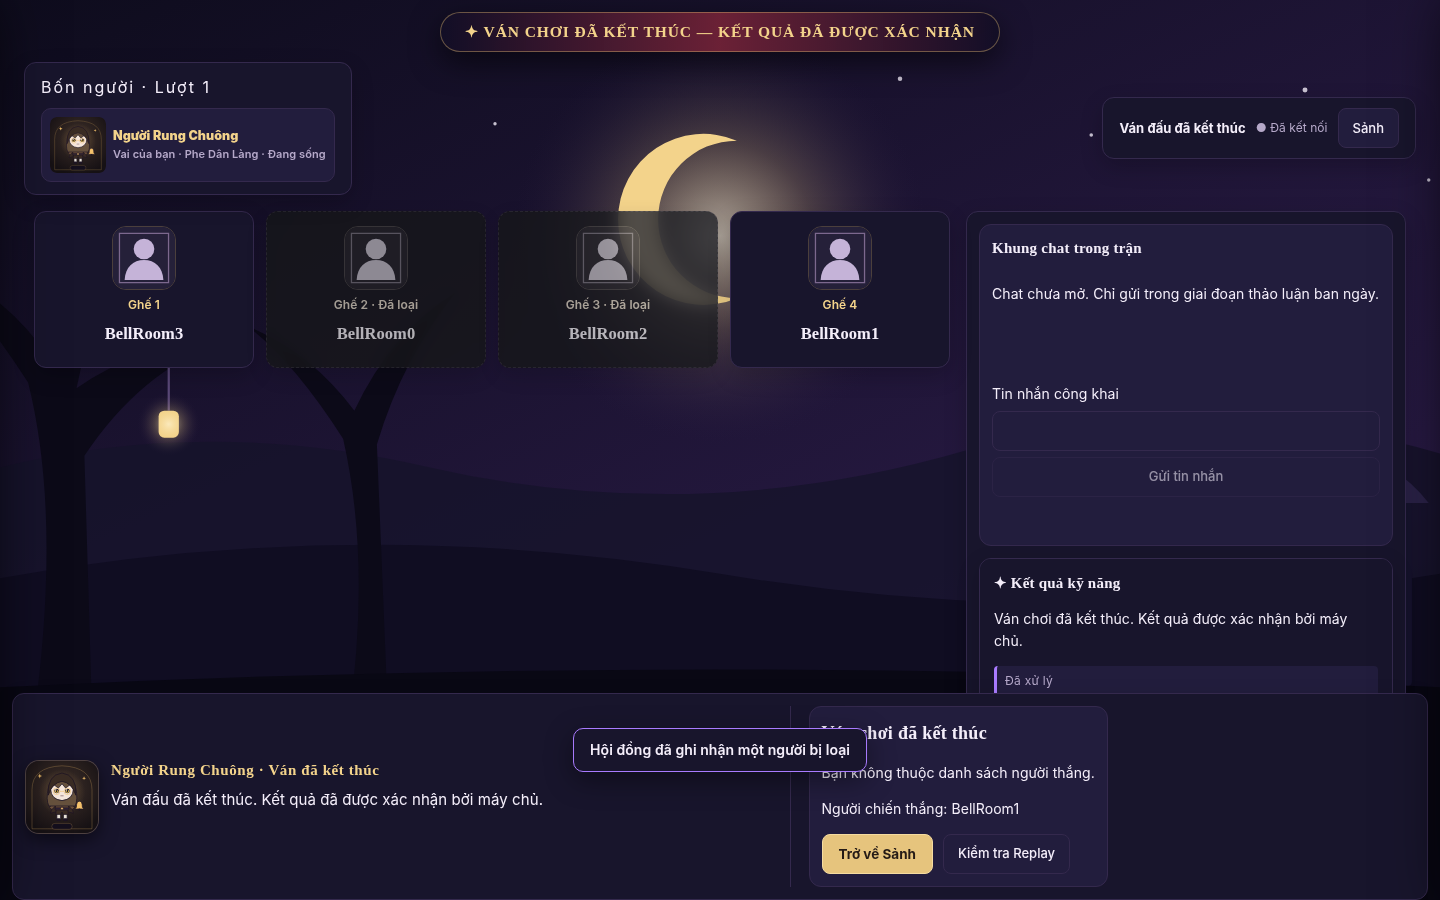 ✦ VÁN CHƠI ĐÃ KẾT THÚC — KẾT QUẢ ĐÃ ĐƯỢC XÁC NHẬN
Bốn người · Lượt 1
Người Rung Chuông
Vai của bạn · Phe Dân Làng · Đang sống
Ván đấu đã kết thúc
Đã kết nối
Sảnh
Ghế 1
BellRoom3
Ghế 2 · Đã loại
BellRoom0
Ghế 3 · Đã loại
BellRoom2
Ghế 4
BellRoom1
Khung chat trong trận
Chat chưa mở. Chỉ gửi trong giai đoạn thảo luận ban ngày.
Tin nhắn công khai
Gửi tin nhắn
✦ Kết quả kỹ năng
Ván chơi đã kết thúc. Kết quả được xác nhận bởi máy
chủ.
Đã xử lý
Người Rung Chuông · Ván đã kết thúc
Ván đấu đã kết thúc. Kết quả đã được xác nhận bởi máy chủ.
Hội đồng đã ghi nhận một người bị loại
chơi đã kết thúc
Bạn không thuộc danh sách người thắng.
Người chiến thắng: BellRoom1
Trở về Sảnh
Kiểm tra Replay